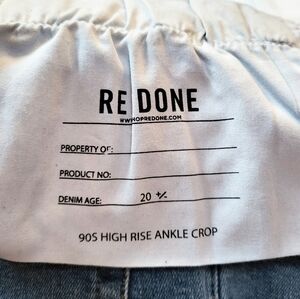 RE/DONE
WWW.SHOPREDONE.COM
PROPERTY OF:
PRODUCT NO:
DENIM AGE: 20 +/-
90S HIGH RISE ANKLE CROP